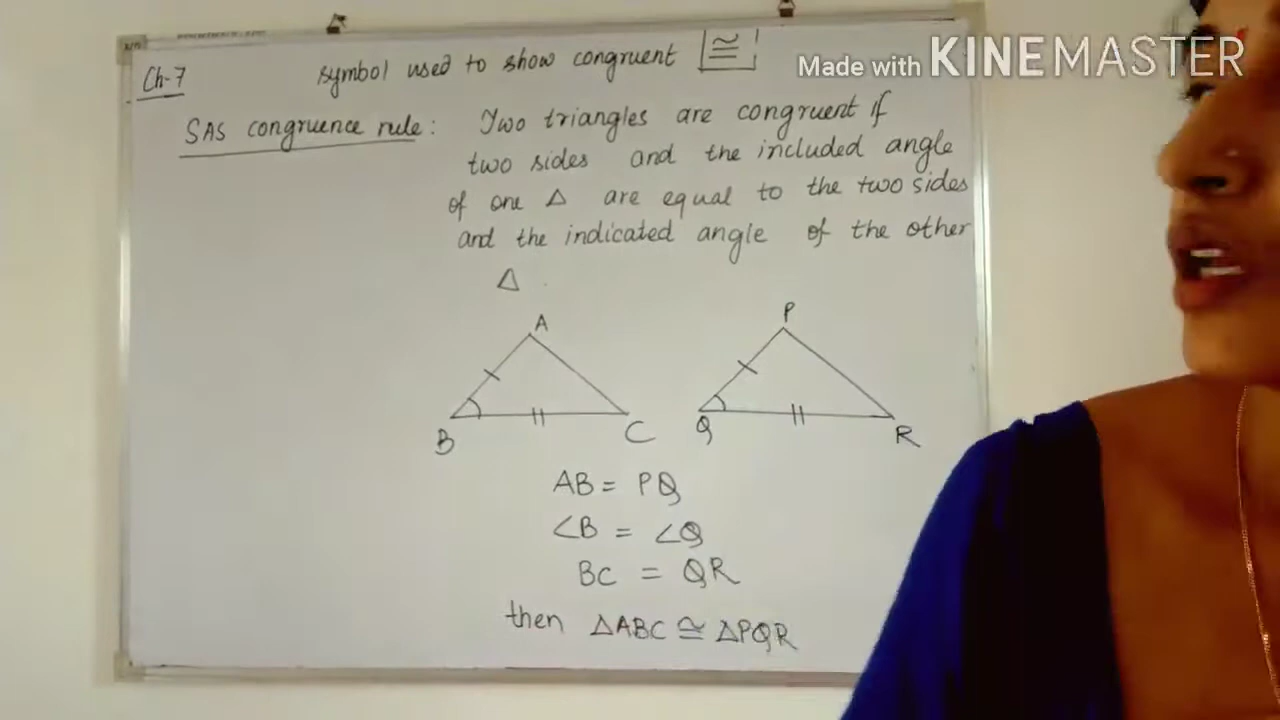 Made with KINEMASTER
Ch-7
symbol used to show congruent ≅
SAS congruence rule: Two triangles are congruent if
two sides and the included angle
of one Δ are equal to the two sides
and the indicated angle of the other
Δ
A
B
C
P
Q
R
AB = PQ
∠B = ∠Q
BC = QR
then ΔABC ≅ ΔPQR